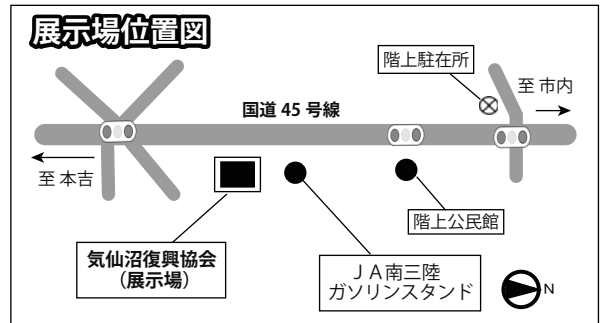 展示場位置図
階上駐在所
至 市内
国道 45 号線
至 本吉
階上公民館
気仙沼復興協会
（展示場）
ＪＡ南三陸
ガソリンスタンド
N